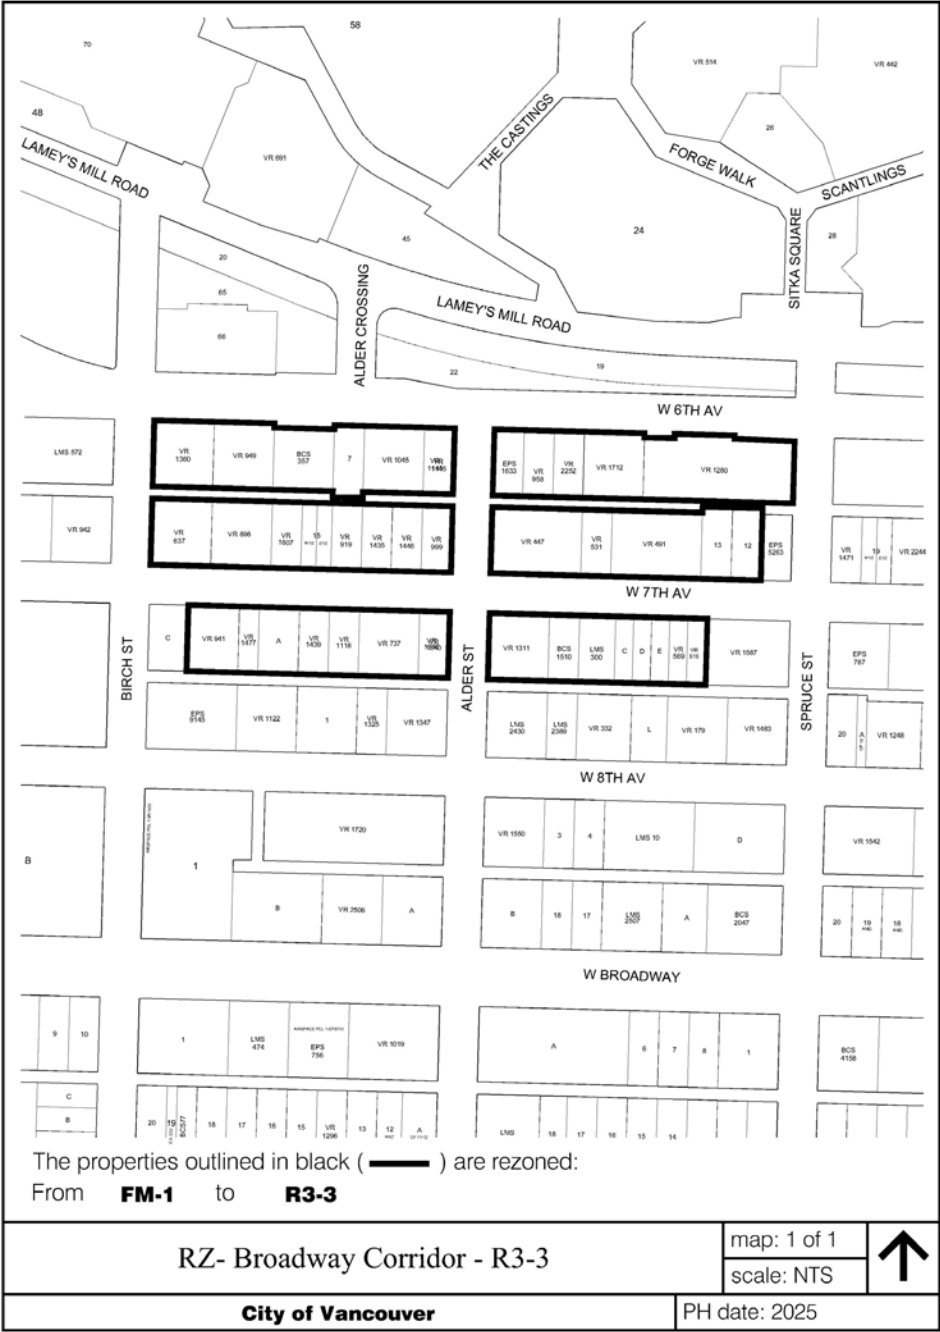 58
70
VR 514
VR 442
48
26
THE CASTINGS
VR 691
FORGE WALK
LAMEY'S MILL ROAD
SCANTLINGS
45
24
SITKA SQUARE
28
20
65
66
ALDER CROSSING
LAMEY'S MILL ROAD
22
19
W 6TH AV
LMS 572
VR 1360
VR 949
BCS 357
7
VR 1045
EPS 1633
VR 958
VR 2252
VR 1712
VR 1280
VR 942
VR 637
VR 898
VR 1607
15
VR 919
VR 1435
VR 1446
VR 999
VR 447
VR 531
VR 491
13
12
EPS 5263
VR 1471
19
VR 2244
W 7TH AV
BIRCH ST
C
VR 941
VR 1477
A
VR 1439
VR 1118
VR 737
ALDER ST
VR 1311
BCS 1510
LMS 300
C
D
E
VR 569
VR 1587
SPRUCE ST
EPS 787
EPS 9145
VR 1122
1
VR 1325
VR 1347
LMS 2430
LMS 2389
VR 332
L
VR 179
VR 1483
20
VR 1248
W 8TH AV
B
1
VR 1720
VR 1550
3
4
LMS 10
D
VR 1542
B
VR 2506
A
B
18
17
LMS 2507
A
BCS 2047
20
19
18
W BROADWAY
9
10
1
LMS 474
EPS 756
VR 1019
A
6
7
8
1
BCS 4156
C
B
20
19
BCS77
18
17
16
15
VR 1296
13
12
A
LMS
18
17
16
15
14
The properties outlined in black ( ) are rezoned:
From FM-1 to R3-3
RZ- Broadway Corridor - R3-3
map: 1 of 1
scale: NTS
City of Vancouver
PH date: 2025